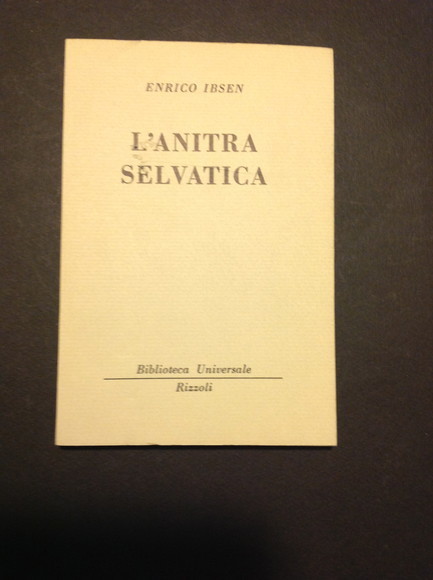 ENRICO IBSEN
L'ANITRA
SELVATICA
Biblioteca Universale
Rizzoli